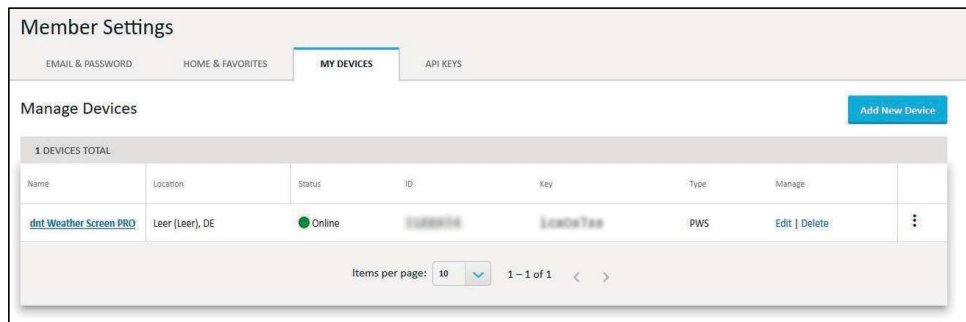 Member Settings
EMAIL & PASSWORD HOME & FAVORITES MY DEVICES API KEYS
Manage Devices Add New Device
1 DEVICES TOTAL
Name Location Status ID Key Type Manage
dnt Weather Screen PRO Leer (Leer), DE Online PWS Edit | Delete
Items per page: 10 1 – 1 of 1 < >